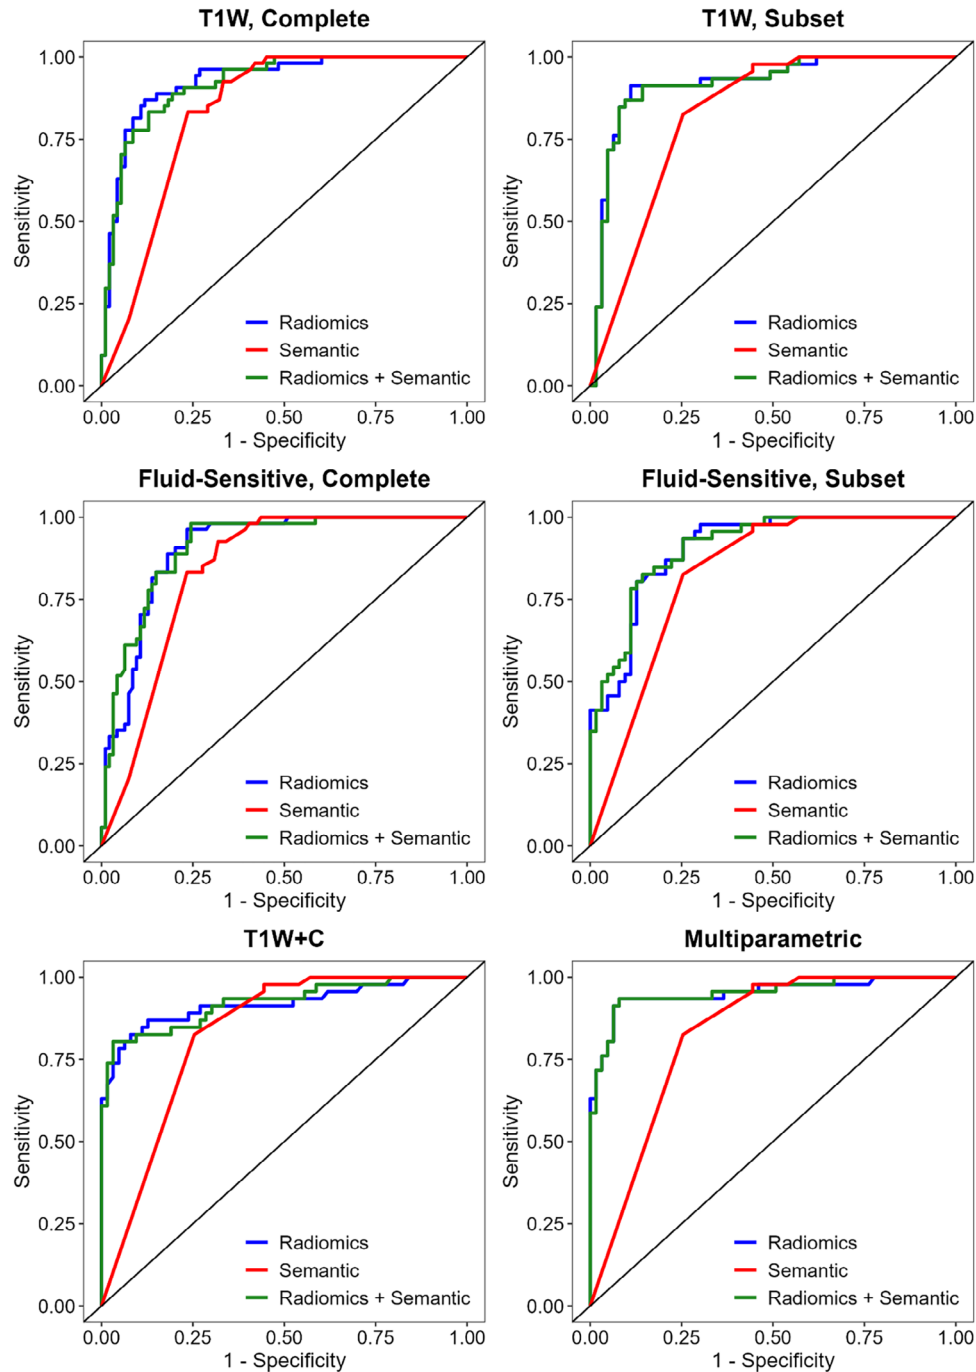 T1W, Complete
1.00
0.75
0.50
0.25
0.00
Sensitivity
Radiomics
Semantic
Radiomics + Semantic
0.00 0.25 0.50 0.75 1.00
1 - Specificity
T1W, Subset
1.00
0.75
0.50
0.25
0.00
Sensitivity
Radiomics
Semantic
Radiomics + Semantic
0.00 0.25 0.50 0.75 1.00
1 - Specificity
Fluid-Sensitive, Complete
1.00
0.75
0.50
0.25
0.00
Sensitivity
Radiomics
Semantic
Radiomics + Semantic
0.00 0.25 0.50 0.75 1.00
1 - Specificity
Fluid-Sensitive, Subset
1.00
0.75
0.50
0.25
0.00
Sensitivity
Radiomics
Semantic
Radiomics + Semantic
0.00 0.25 0.50 0.75 1.00
1 - Specificity
T1W+C
1.00
0.75
0.50
0.25
0.00
Sensitivity
Radiomics
Semantic
Radiomics + Semantic
0.00 0.25 0.50 0.75 1.00
1 - Specificity
Multiparametric
1.00
0.75
0.50
0.25
0.00
Sensitivity
Radiomics
Semantic
Radiomics + Semantic
0.00 0.25 0.50 0.75 1.00
1 - Specificity